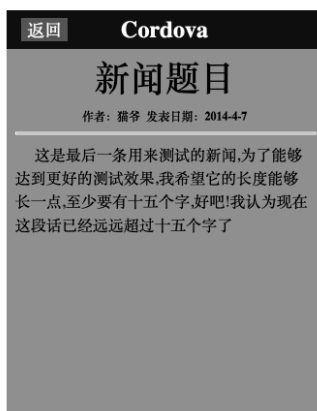 返回 Cordova
新闻题目
作者：猫爷 发表日期：2014-4-7
这是最后一条用来测试的新闻,为了能够
达到更好的测试效果,我希望它的长度能够
长一点,至少要有十五个字,好吧!我认为现在
这段话已经远远超过十五个字了